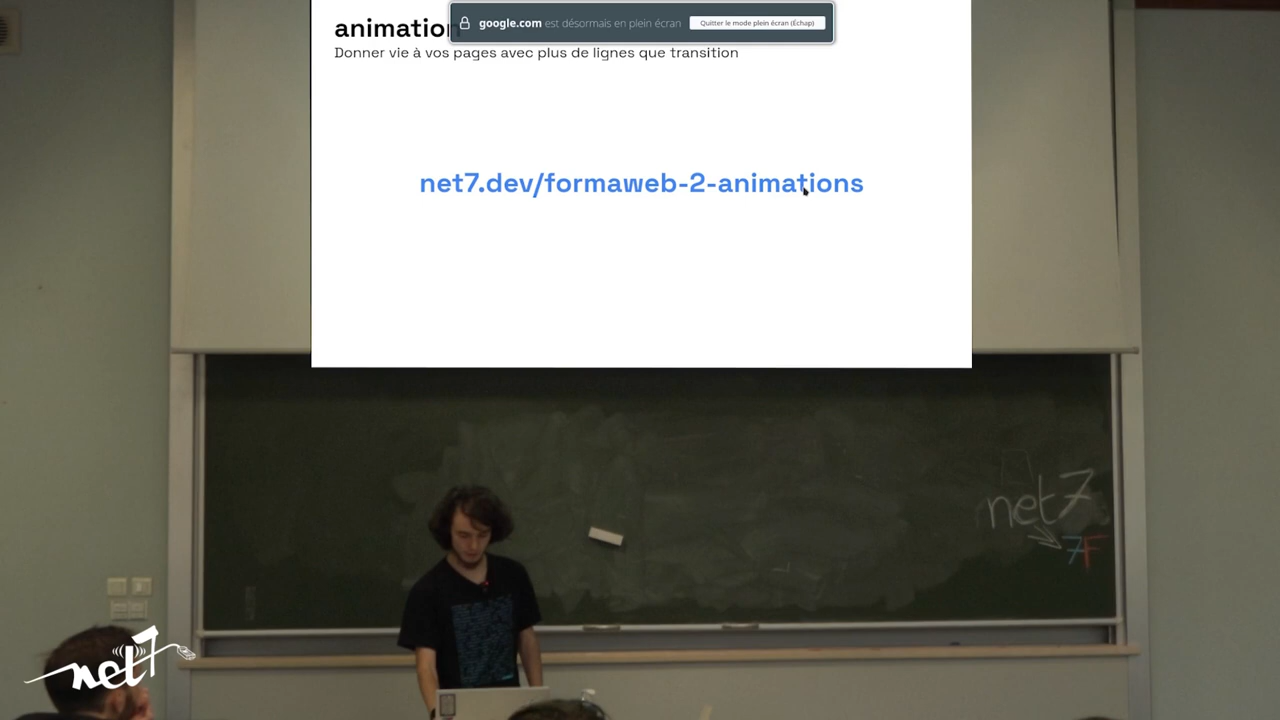 animation
google.com est désormais en plein écran
Quitter le mode plein écran (Échap)
Donner vie à vos pages avec plus de lignes que transition
net7.dev/formaweb-2-animations
net7
7F
net7